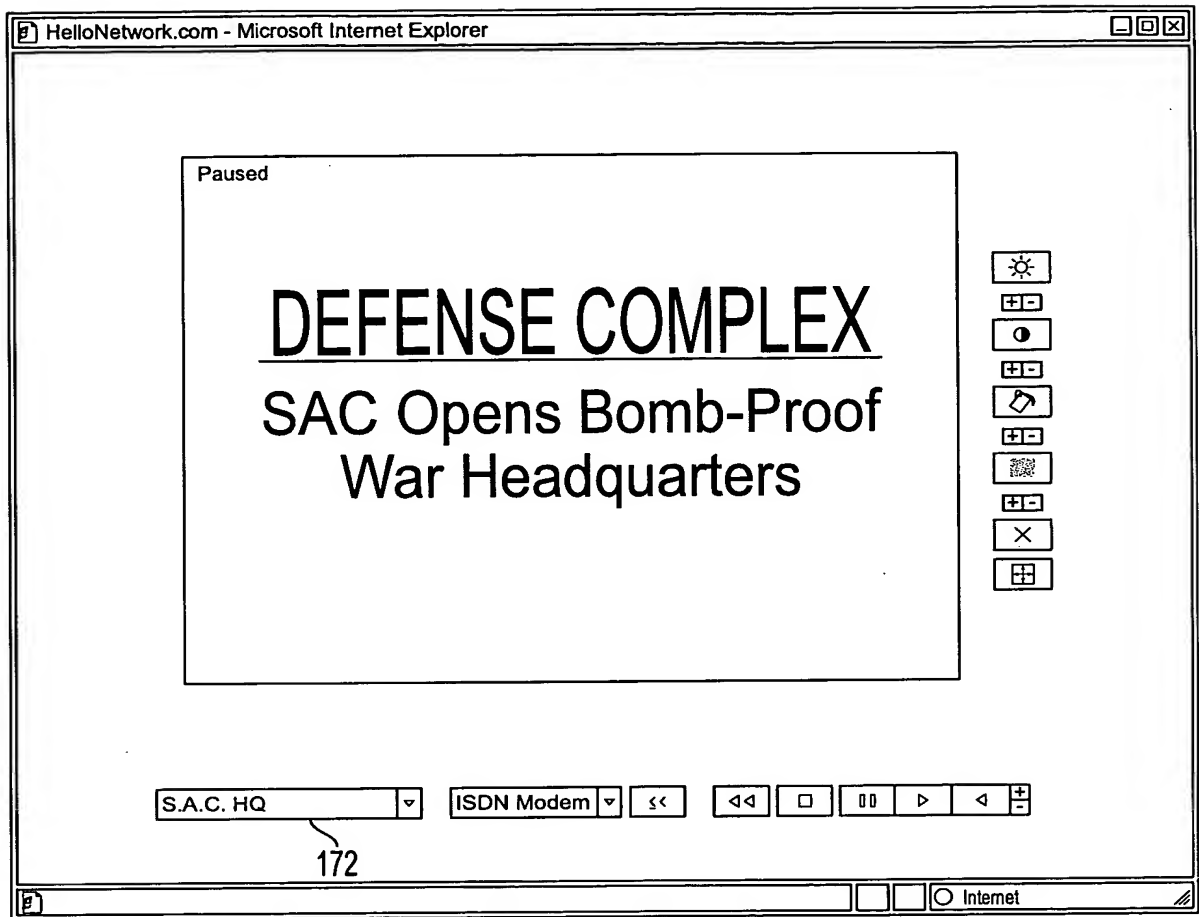 HelloNetwork.com - Microsoft Internet Explorer
Paused
DEFENSE COMPLEX
SAC Opens Bomb-Proof
War Headquarters
S.A.C. HQ
ISDN Modem
172
Internet